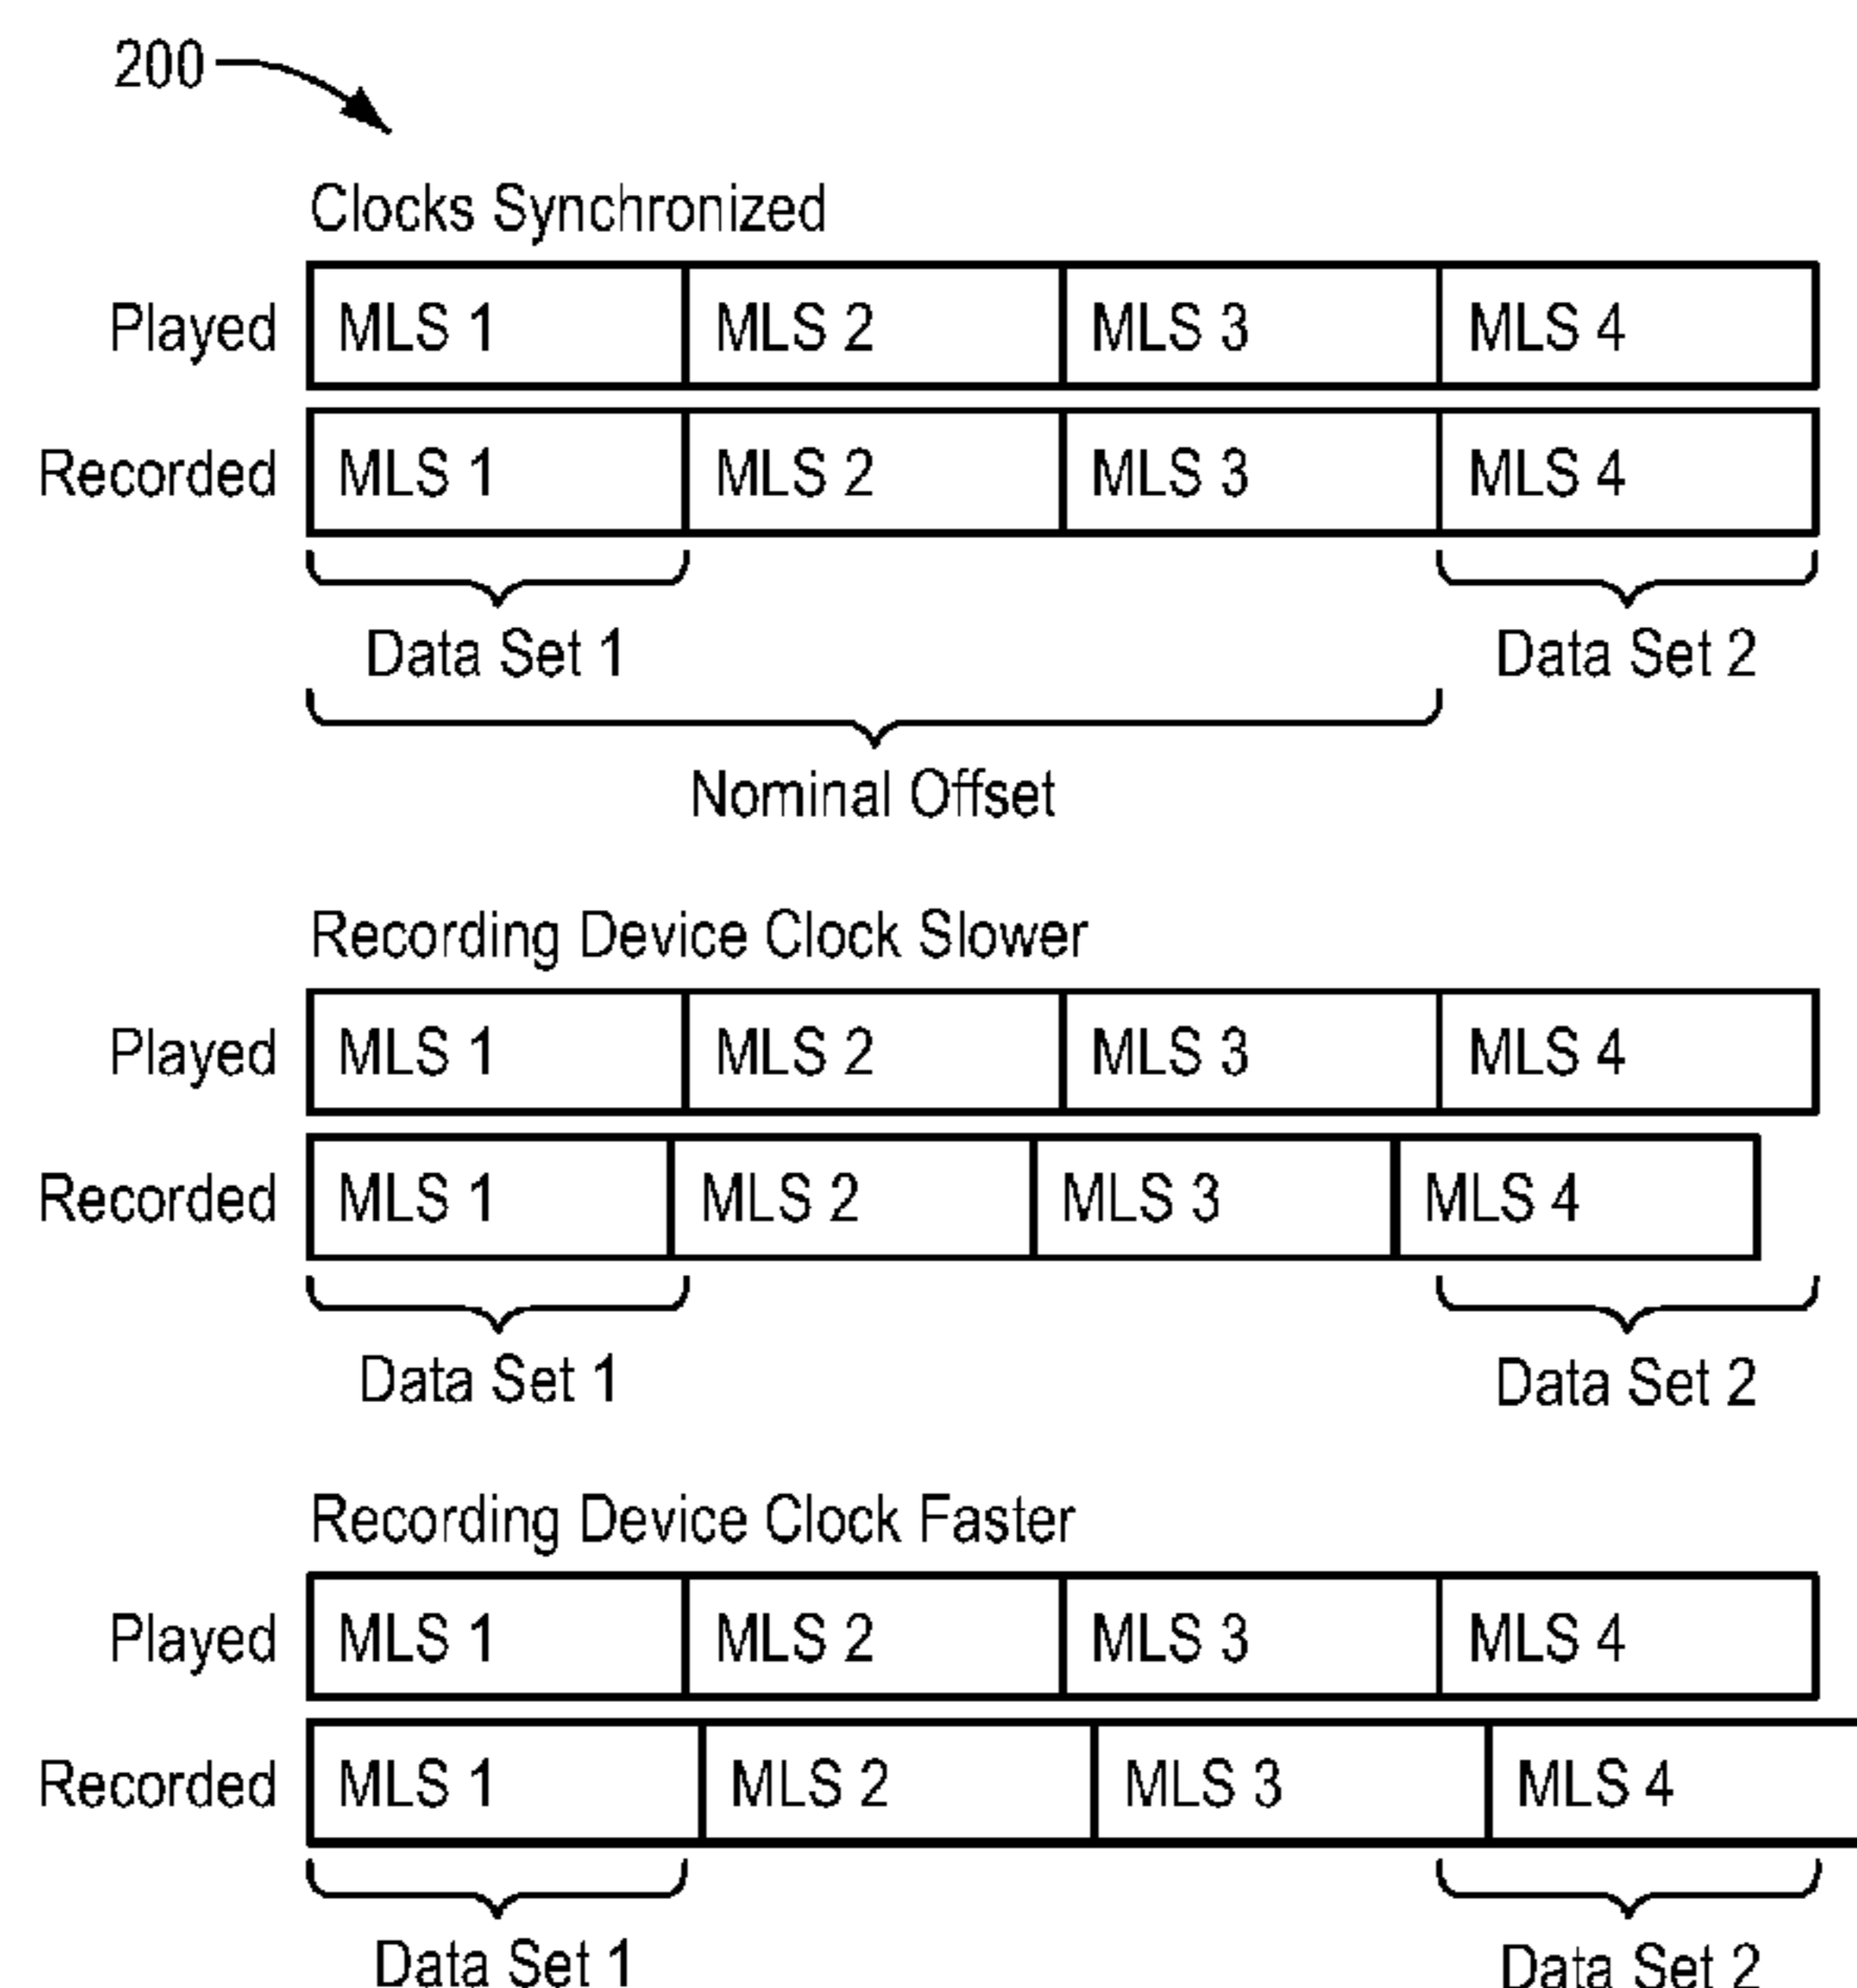 200
Clocks Synchronized
Played MLS 1 MLS 2 MLS 3 MLS 4
Recorded MLS 1 MLS 2 MLS 3 MLS 4
Data Set 1 Data Set 2
Nominal Offset
Recording Device Clock Slower
Played MLS 1 MLS 2 MLS 3 MLS 4
Recorded MLS 1 MLS 2 MLS 3 MLS 4
Data Set 1 Data Set 2
Recording Device Clock Faster
Played MLS 1 MLS 2 MLS 3 MLS 4
Recorded MLS 1 MLS 2 MLS 3 MLS 4
Data Set 1 Data Set 2